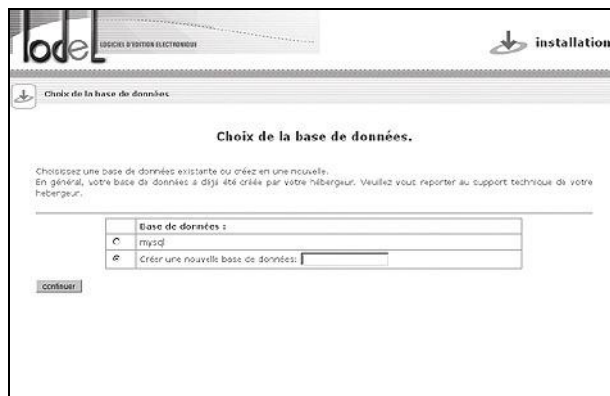 lodel
LOGICIEL D'EDITION ELECTRONIQUE
installation
Choix de la base de données
Choix de la base de données.
Choisissez une base de données existante ou créez en une nouvelle.
En général, votre base de données a déjà été créée par votre hébergeur. Veuillez vous reporter au support technique de votre
hebergeur.
Base de données :
mysql
Créer une nouvelle base de données:
continuer